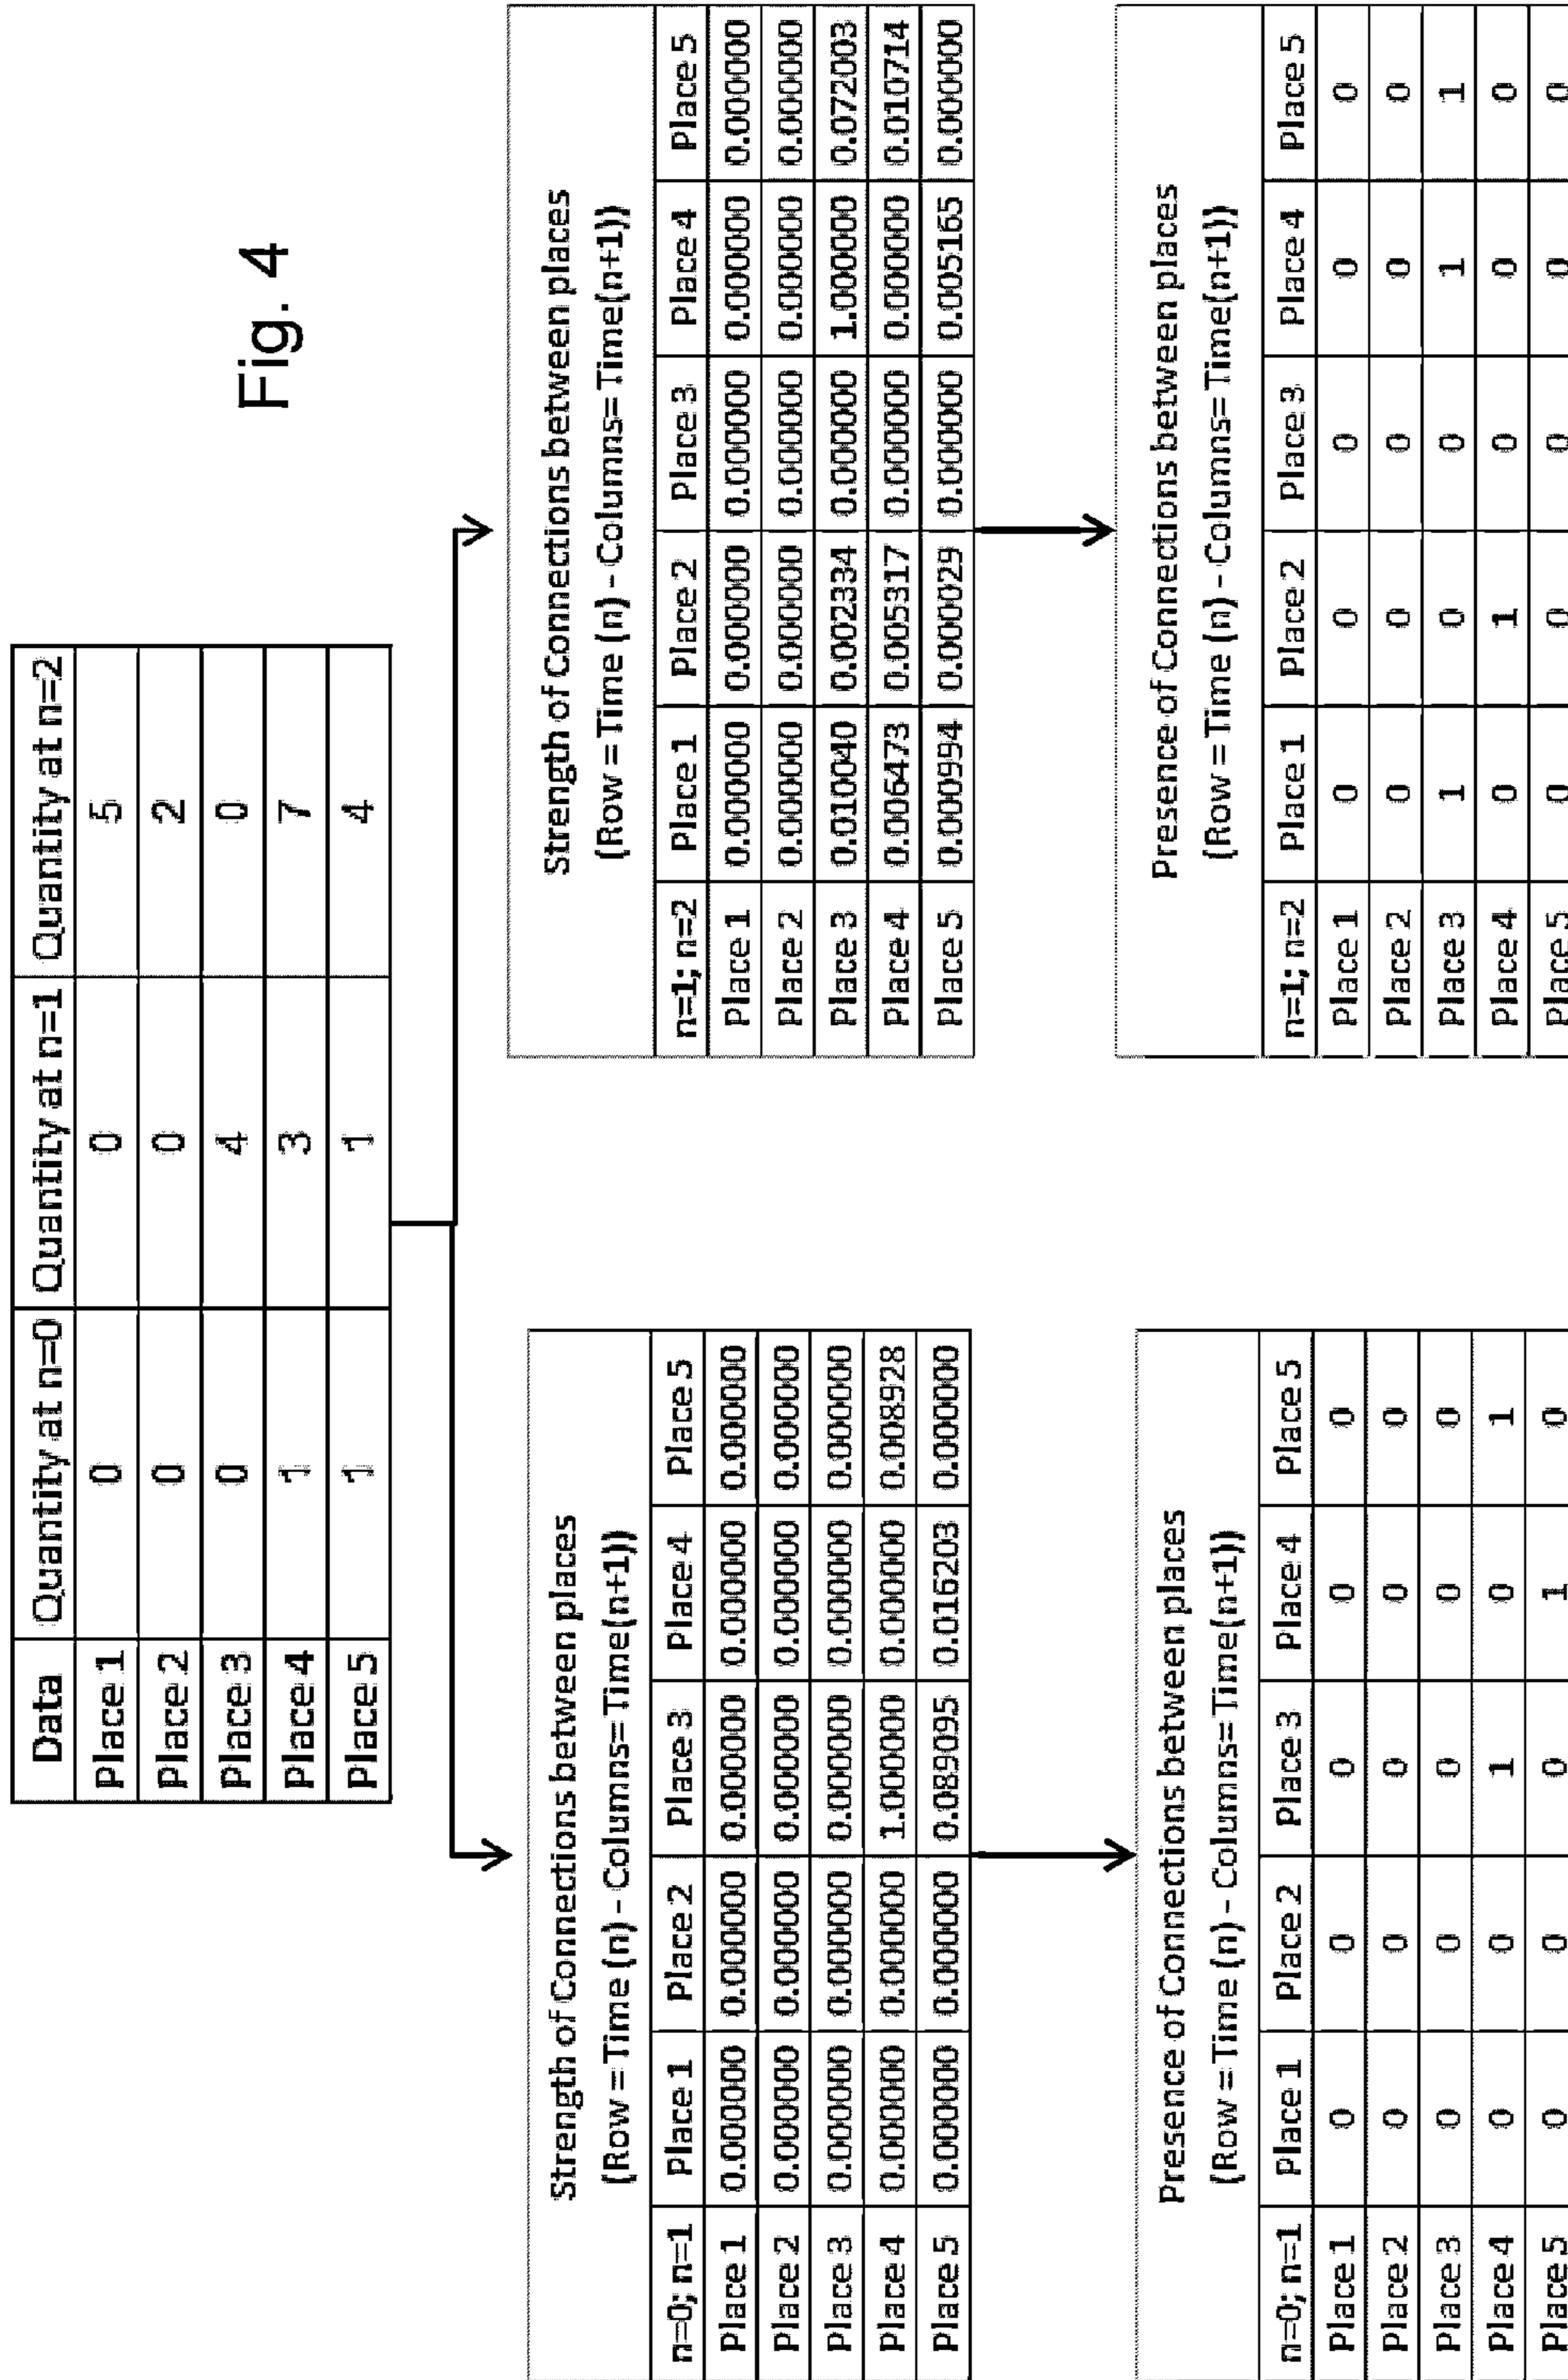 Fig. 4
Data Quantity at n=0 Quantity at n=1 Quantity at n=2
Place 1 0 0 5
Place 2 0 0 2
Place 3 0 4 0
Place 4 1 3 7
Place 5 1 1 4
Strength of Connections between places
(Row = Time (n) - Columns= Time(n+1))
n=0; n=1 Place 1 Place 2 Place 3 Place 4 Place 5
Place 1 0.000000 0.000000 0.000000 0.000000 0.000000
Place 2 0.000000 0.000000 0.000000 0.000000 0.000000
Place 3 0.000000 0.000000 0.000000 0.000000 0.000000
Place 4 0.000000 0.000000 1.000000 0.000000 0.008928
Place 5 0.000000 0.000000 0.089095 0.016203 0.000000
Strength of Connections between places
(Row = Time (n) - Columns= Time(n+1))
n=1; n=2 Place 1 Place 2 Place 3 Place 4 Place 5
Place 1 0.000000 0.000000 0.000000 0.000000 0.000000
Place 2 0.000000 0.000000 0.000000 0.000000 0.000000
Place 3 0.010040 0.002334 0.000000 1.000000 0.072003
Place 4 0.006473 0.005317 0.000000 0.000000 0.010714
Place 5 0.000994 0.000029 0.000000 0.005165 0.000000
Presence of Connections between places
(Row = Time (n) - Columns= Time(n+1))
n=0; n=1 Place 1 Place 2 Place 3 Place 4 Place 5
Place 1 0 0 0 0 0
Place 2 0 0 0 0 0
Place 3 0 0 0 0 0
Place 4 0 0 1 0 1
Place 5 0 0 0 1 0
Presence of Connections between places
(Row = Time (n) - Columns= Time(n+1))
n=1; n=2 Place 1 Place 2 Place 3 Place 4 Place 5
Place 1 0 0 0 0 0
Place 2 0 0 0 0 0
Place 3 1 0 0 1 1
Place 4 0 1 0 0 0
Place 5 0 0 0 0 0